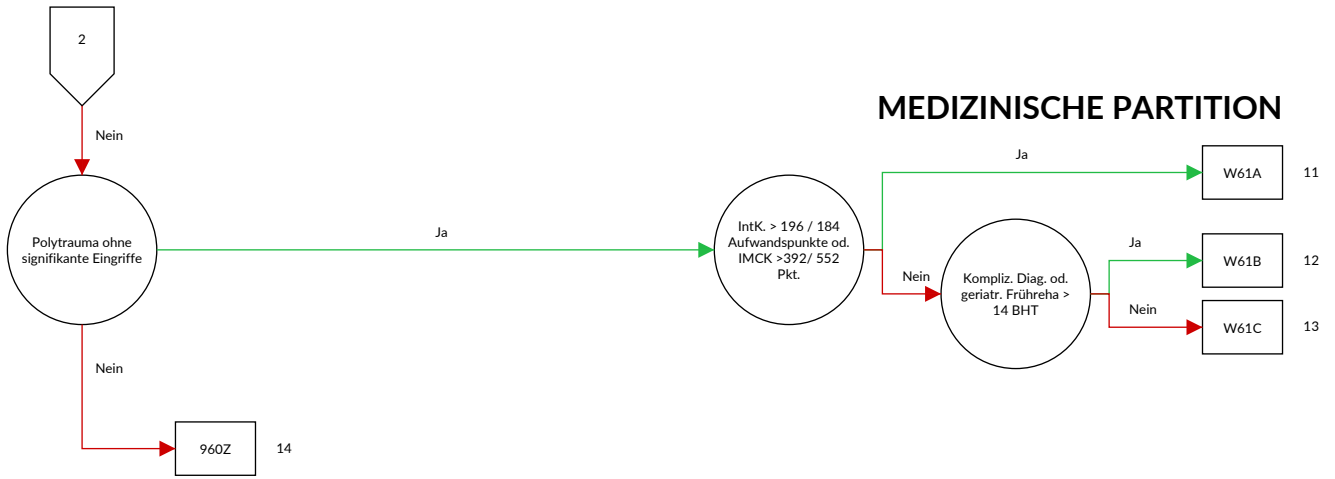 2
Nein
MEDIZINISCHE PARTITION
Ja
W61A
11
Polytrauma ohne
signifikante Eingriffe
Ja
IntK. > 196 / 184
Aufwandspunkte od.
IMCK >392/ 552
Pkt.
Nein
Kompliz. Diag. od.
geriatr. Frühreha >
14 BHT
Ja
W61B
12
Nein
W61C
13
Nein
960Z
14